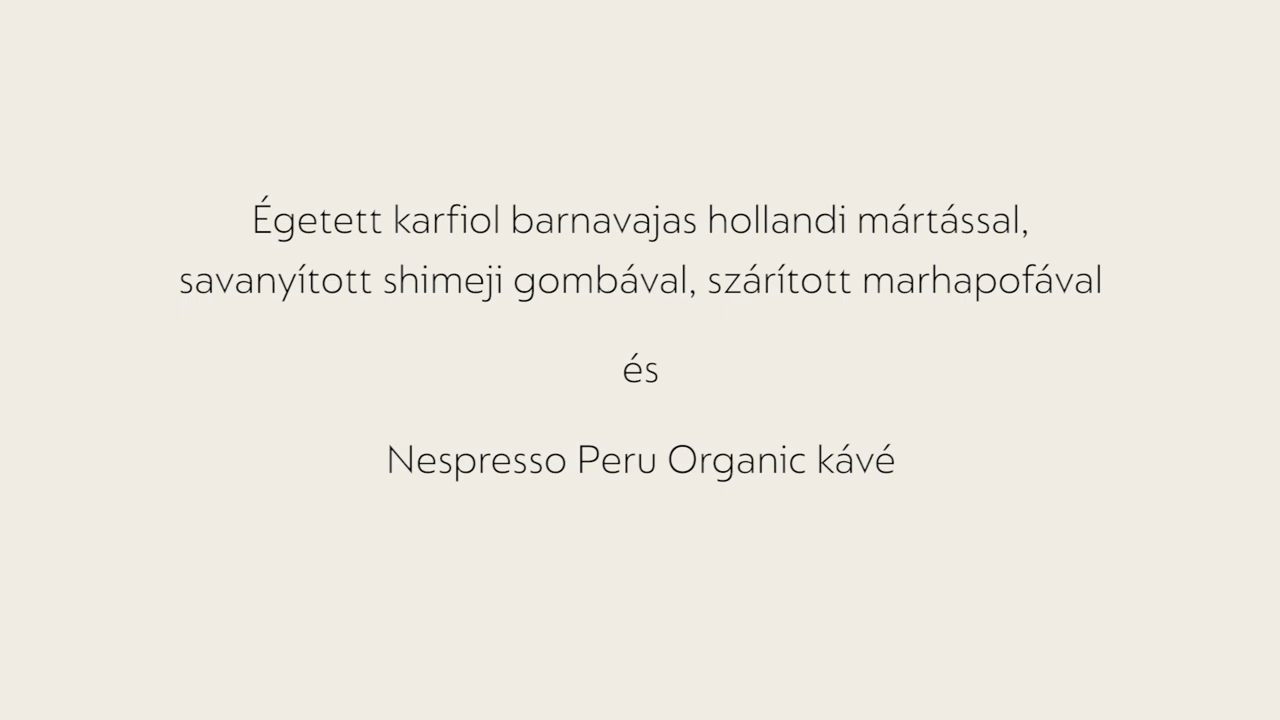 Égetett karfiol barnavajas hollandi mártással,
savanyított shimeji gombával, szárított marhapofával
és
Nespresso Peru Organic kávé